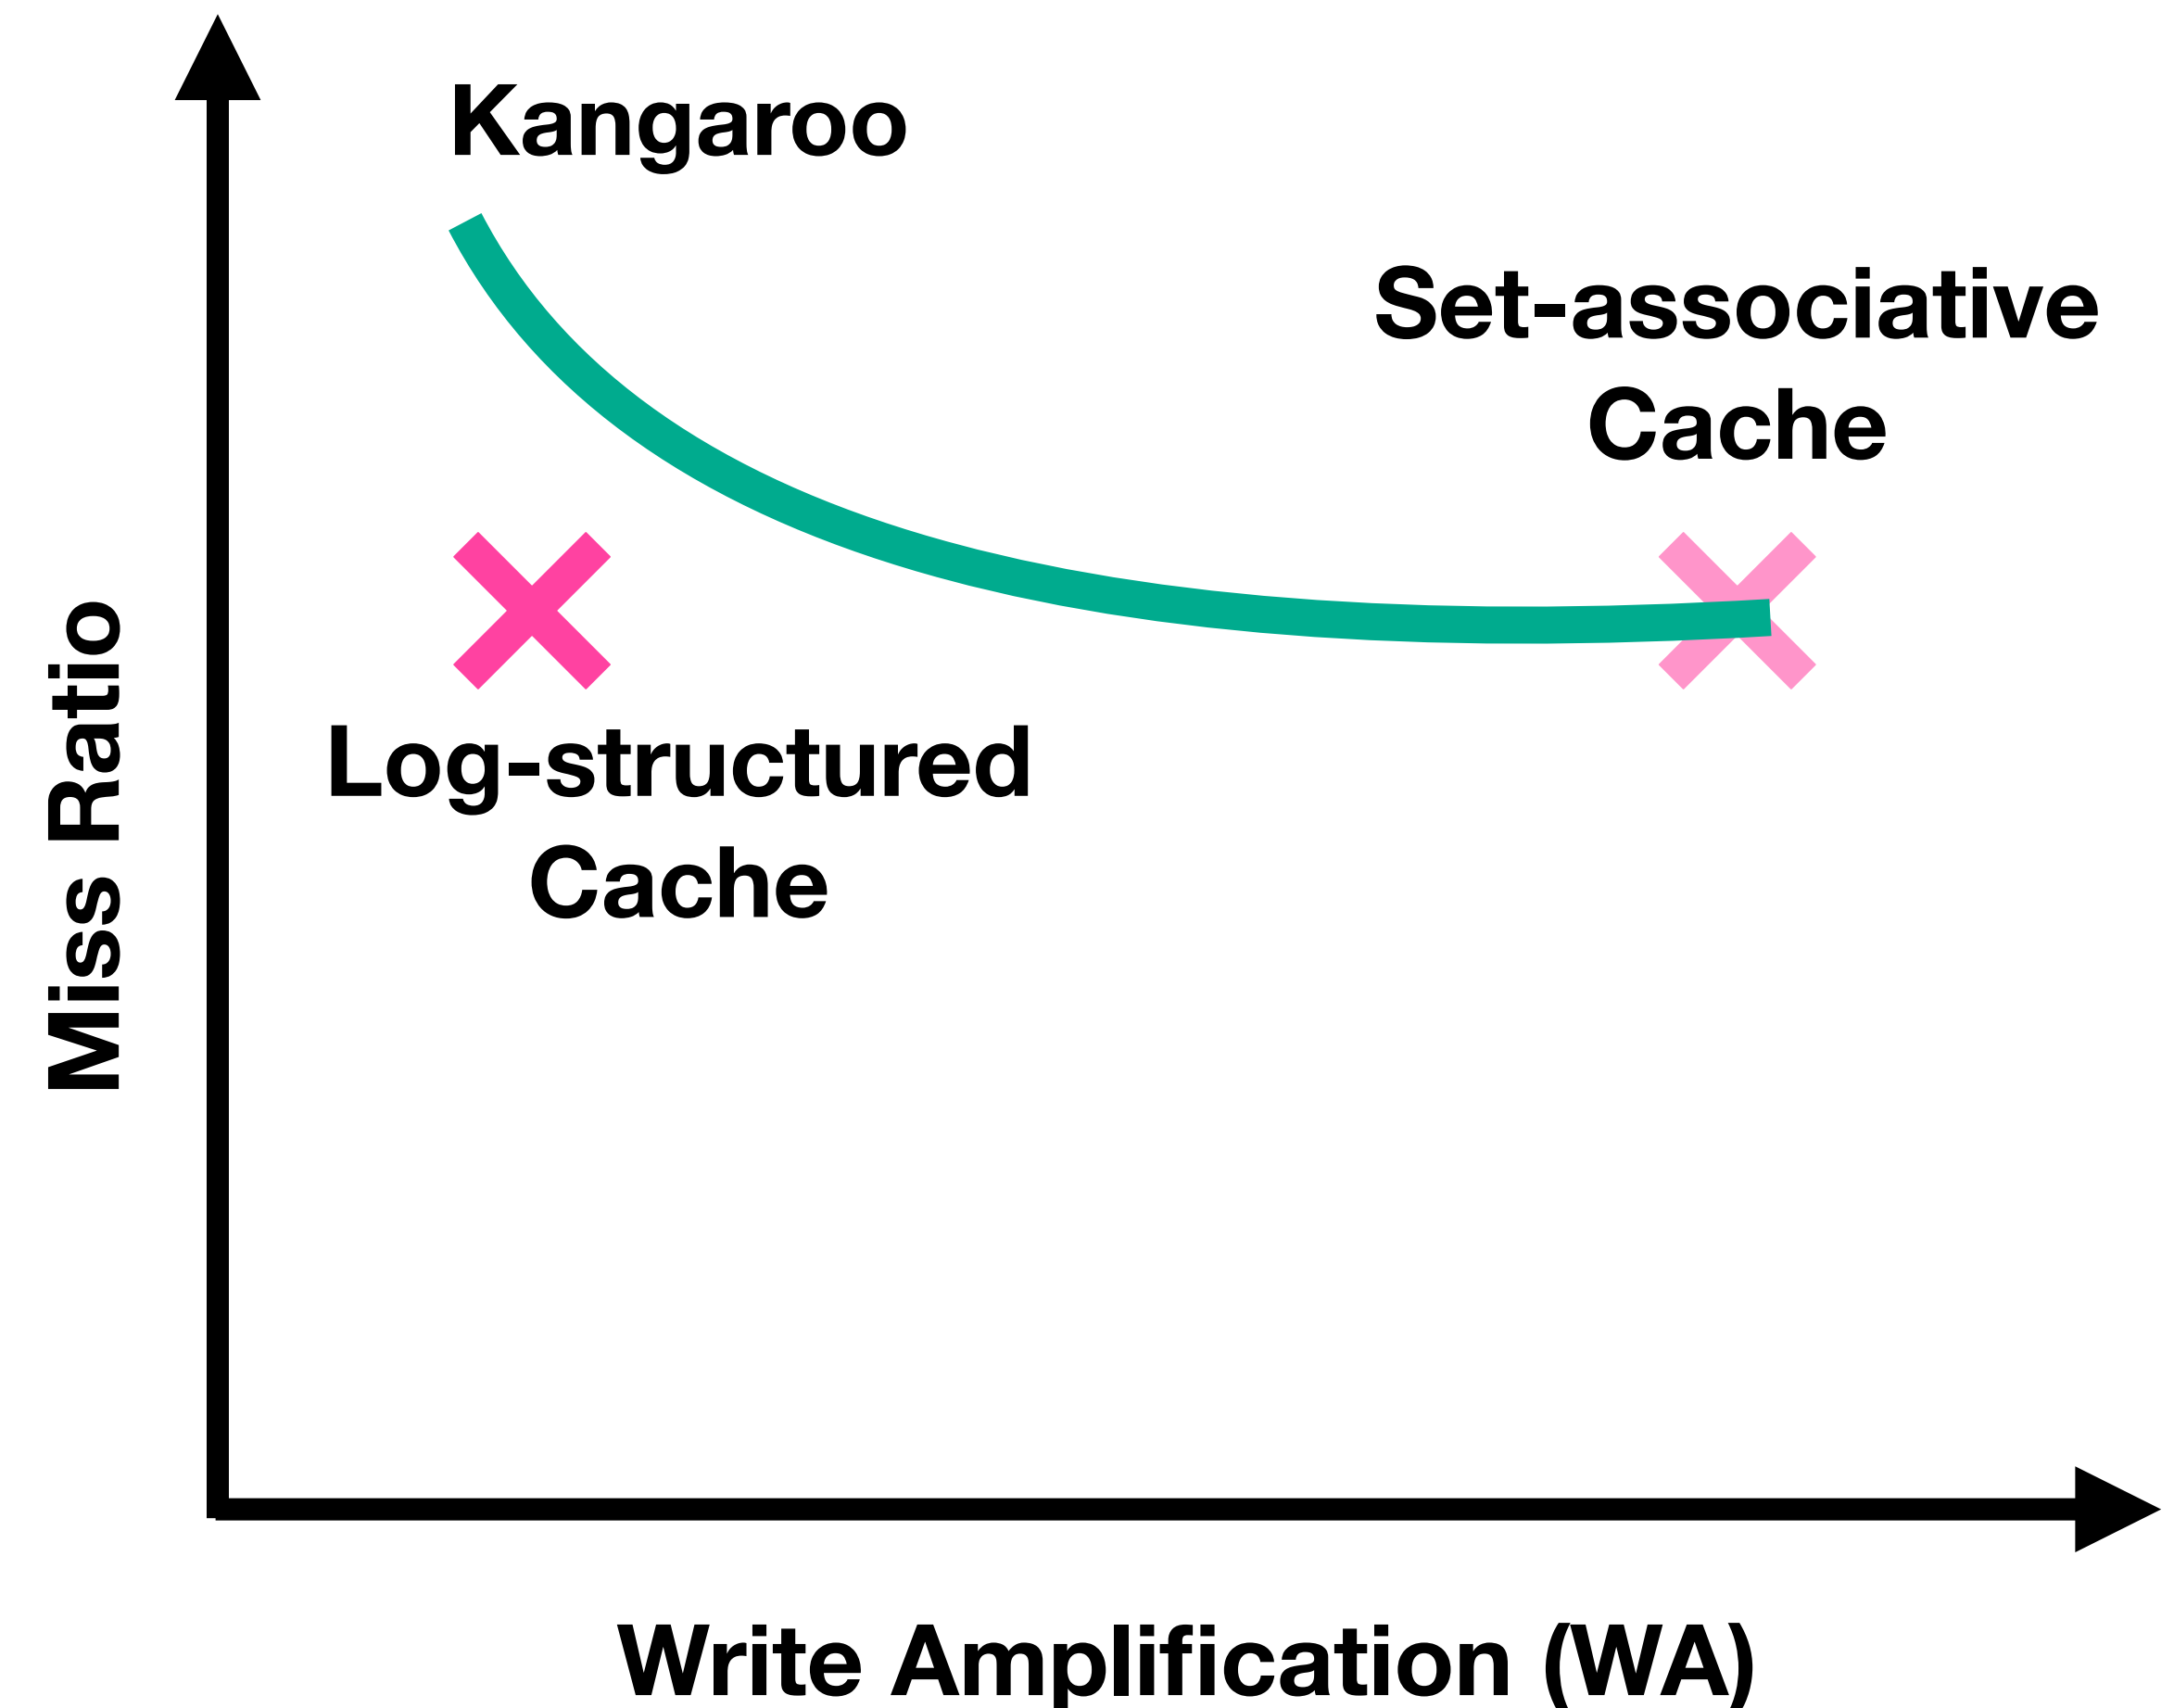 Kangaroo
Set-associative
Cache
Log-structured
Cache
Miss Ratio
Write Amplification (WA)